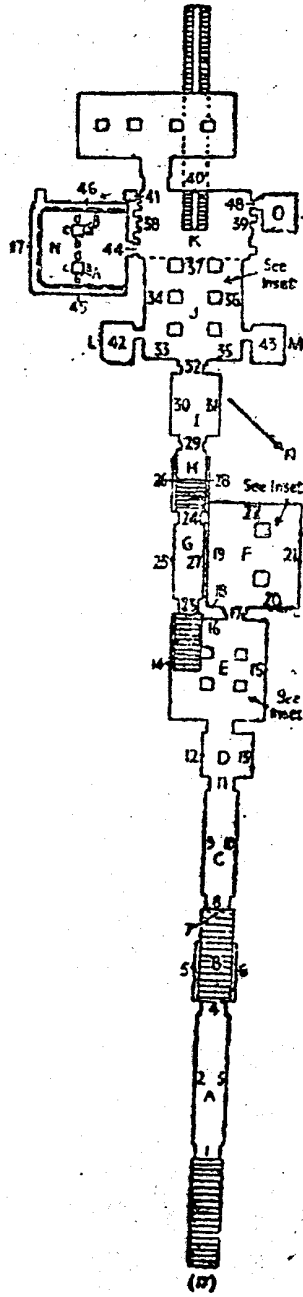 40
46
41
48
38
39
O
B
C
K
17
N
44
37
See
Inset
C
B
A
34
36
45
J
L
42
33
35
43
M
32
30
31
I
29
H
26
28
See Inset
24
22
G
25
27
19
F
21
18
20
23
17
16
14
E
15
See
Inset
12
D
13
11
9
10
C
8
7
5
B
6
4
2
A
1